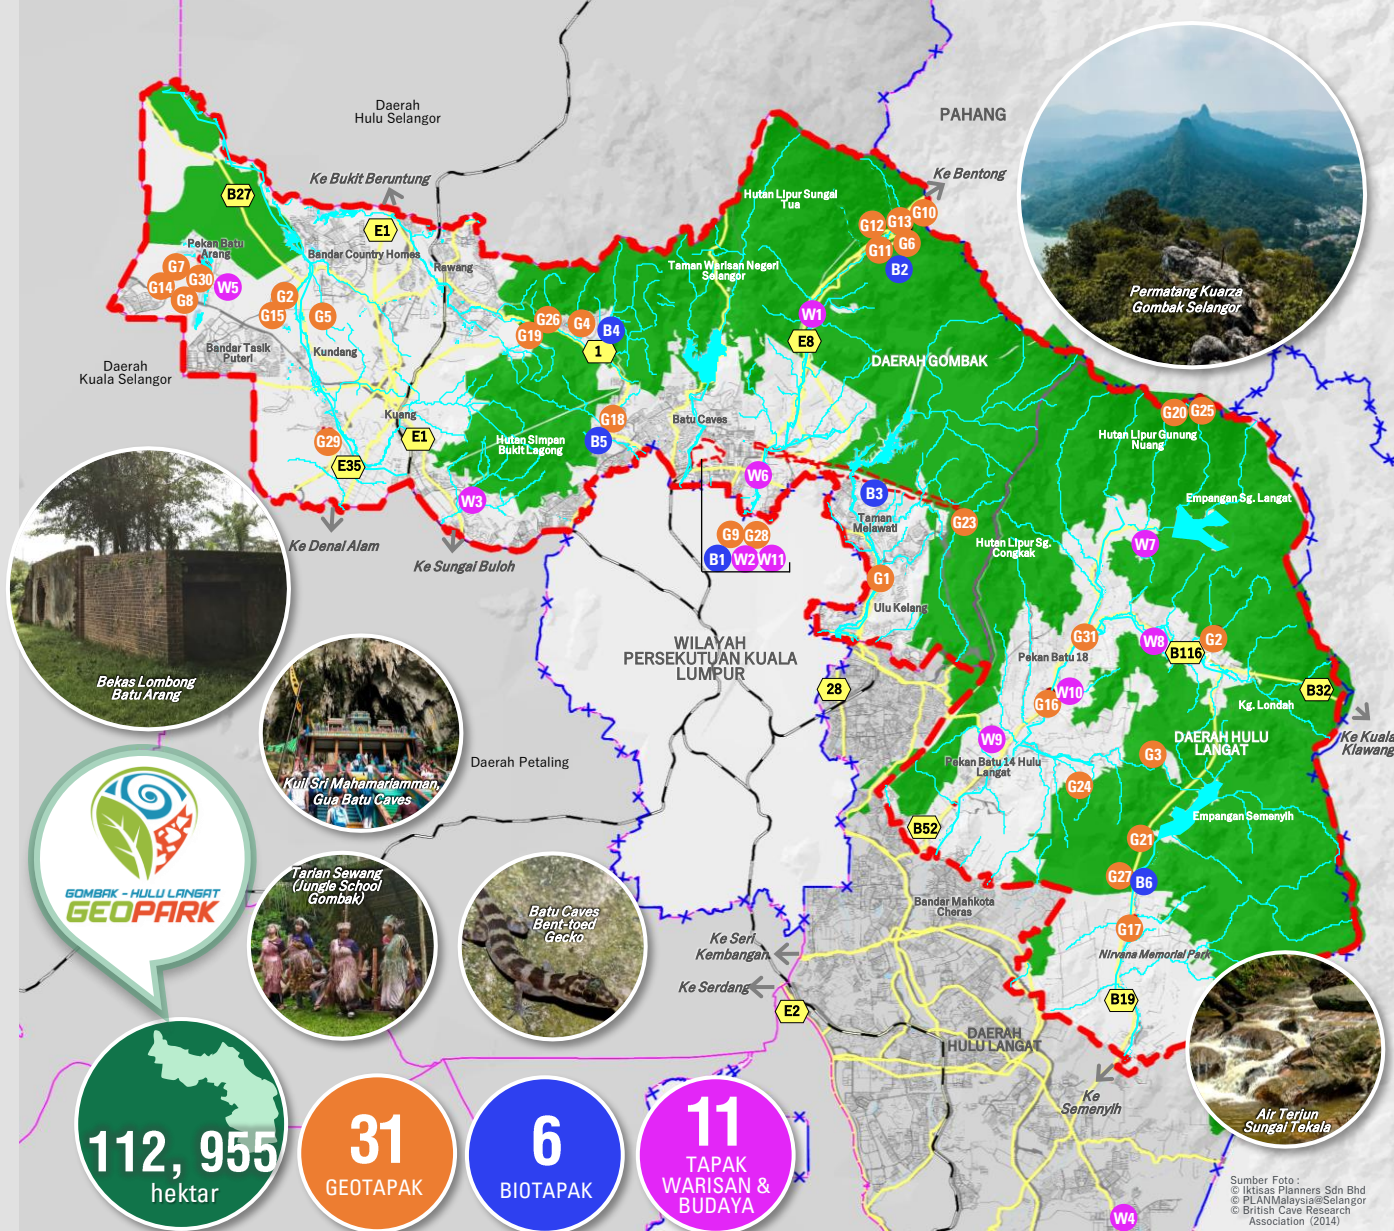 Daerah
Hulu Selangor
PAHANG
Ke Bukit Beruntung
Ke Bentong
B27
E1
Hutan Lipur Sungai
Tua
G10
G13
G12
G6
G11
B2
Pekan Batu
Arang
Bandar Country Homes
Rawang
Taman Warisan Negeri
Selangor
Permatang Kuarza
Gombak Selangor
G7
G30
G14
G8
W5
G2
G15
G5
G26
G4
B4
G19
1
W1
E8
Bandar Tasik
Puteri
Kundang
DAERAH GOMBAK
Daerah
Kuala Selangor
Kuang
G18
B5
Batu Caves
G20
G25
Hutan Lipur Gunung
Nuang
G29
E1
E35
Hutan Simpan
Bukit Lagong
W6
W3
B3
Taman
Melawati
G23
Empangan Sg. Langat
Hutan Lipur Sg.
Congkak
W7
Ke Denai Alam
Ke Sungai Buloh
G9
G28
B1
W2
W11
G1
Ulu Kelang
WILAYAH
PERSEKUTUAN KUALA
LUMPUR
G31
Pekan Batu 18
W8
B116
G2
28
W10
G16
B32
Kg. Londah
Bekas Lombong
Batu Arang
W9
Pekan Batu 14 Hulu
Langat
DAERAH HULU
LANGAT
Ke Kuala
Klawang
G3
G24
Kuil Sri Mahamariamman,
Gua Batu Caves
Daerah Petaling
B52
Empangan Semenyih
G21
G27
B6
Tarian Sewang
(Jungle School
Gombak)
Batu Caves
Bent-toed
Gecko
GOMBAK - HULU LANGAT
GEOPARK
Bandar Mahkota
Cheras
G17
Nirvana Memorial Park
Ke Seri
Kembangan
Ke Serdang
E2
B19
DAERAH
HULU LANGAT
Ke
Semenyih
Air Terjun
Sungai Tekala
112, 955
hektar
31
GEOTAPAK
6
BIOTAPAK
11
TAPAK
WARISAN &
BUDAYA
W4
Sumber Foto :
© Iktisas Planners Sdn Bhd
© PLANMalaysia@Selangor
© British Cave Research
Association (2014)